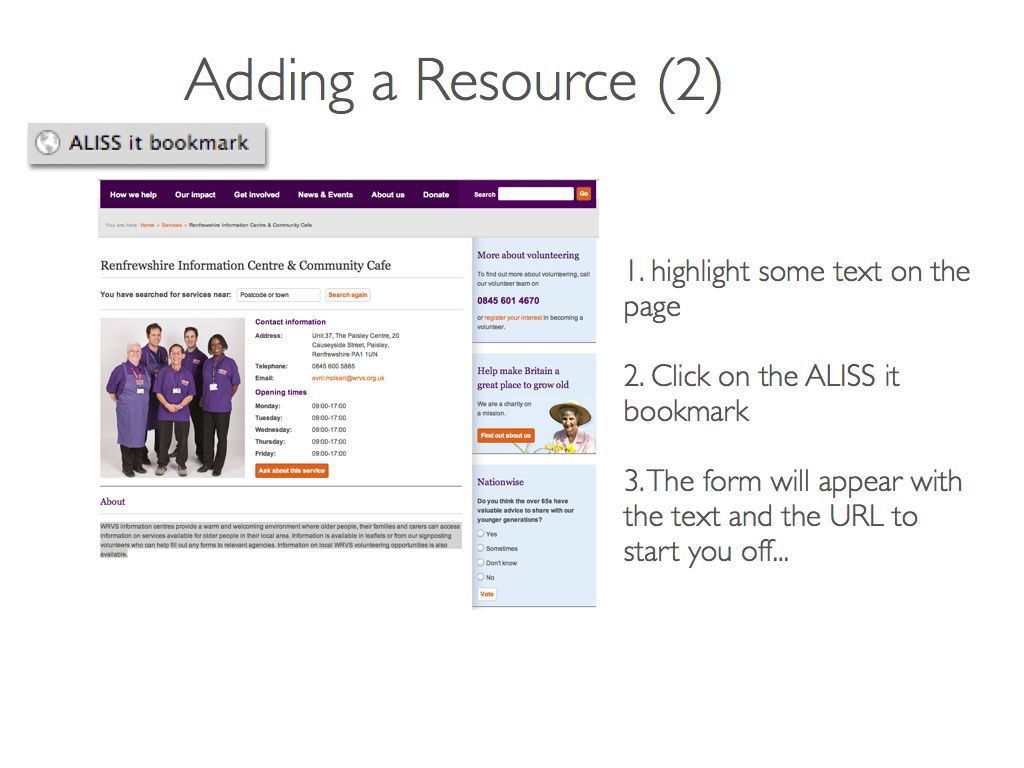 Adding a Resource (2)
ALISS it bookmark
How we help Our impact Get involved News & Events About us Donate Search Go
You are here: Home > Services > Renfrewshire Information Centre & Community Cafe
Renfrewshire Information Centre & Community Cafe
You have searched for services near: Postcode or town Search again
Contact information
Address: Unit 37, The Paisley Centre, 20
Causeyside Street, Paisley,
Renfrewshire PA1 1UN
Telephone: 0845 600 5885
Email: avril.mclean@wrvs.org.uk
Opening times
Monday: 09:00-17:00
Tuesday: 09:00-17:00
Wednesday: 09:00-17:00
Thursday: 09:00-17:00
Friday: 09:00-17:00
Ask about this service
About
WRVS information centres provide a warm and welcoming environment where older people, their families and carers can access
information on services available for older people in their local area. Information is available in leaflets or from our signposting
volunteers who can help fill out any forms to relevant agencies. Information on local WRVS volunteering opportunities is also
available.
More about volunteering
To find out more about volunteering, call
our volunteer team on
0845 601 4670
or register your interest in becoming a
volunteer.
Help make Britain a
great place to grow old
We are a charity on
a mission.
Find out about us
Nationwise
Do you think the over 65s have
valuable advice to share with our
younger generations?
Yes
Sometimes
Don't know
No
Vote
1. highlight some text on the
page
2. Click on the ALISS it
bookmark
3. The form will appear with
the text and the URL to
start you off...